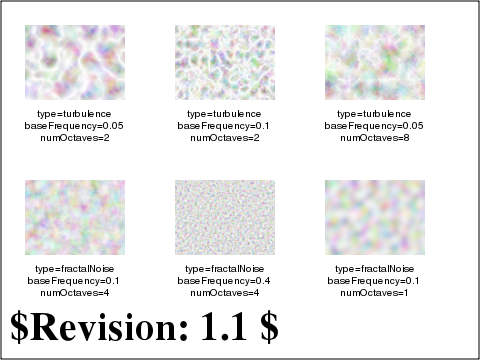 type=turbulence
baseFrequency=0.05
numOctaves=2
type=turbulence
baseFrequency=0.1
numOctaves=2
type=turbulence
baseFrequency=0.05
numOctaves=8
type=fractalNoise
baseFrequency=0.1
numOctaves=4
type=fractalNoise
baseFrequency=0.4
numOctaves=4
type=fractalNoise
baseFrequency=0.1
numOctaves=1
$Revision: 1.1 $